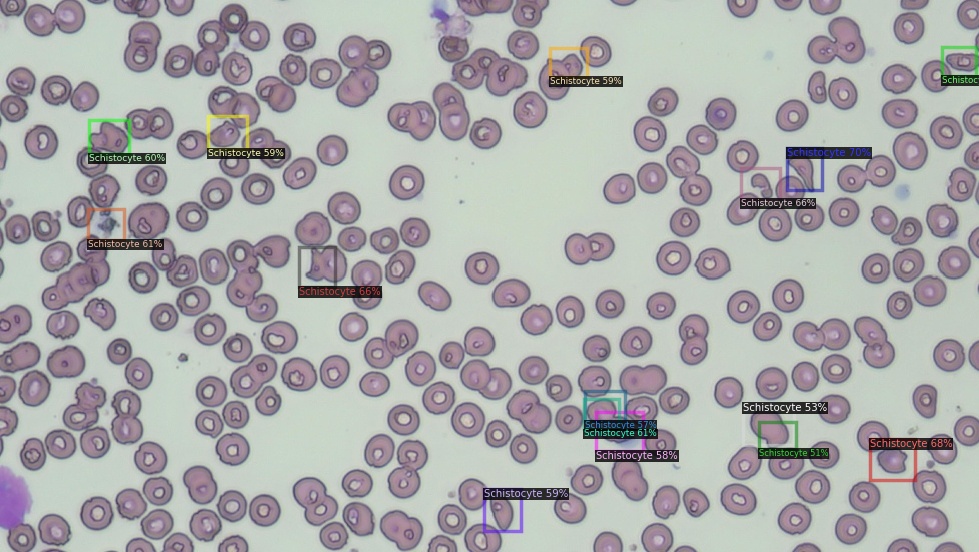 Schistocyte 59%
Schistoc
Schistocyte 60%
Schistocyte 59%
Schistocyte 70%
Schistocyte 66%
Schistocyte 61%
Schistocyte 66%
Schistocyte 57%
Schistocyte 61%
Schistocyte 58%
Schistocyte 53%
Schistocyte 51%
Schistocyte 68%
Schistocyte 59%